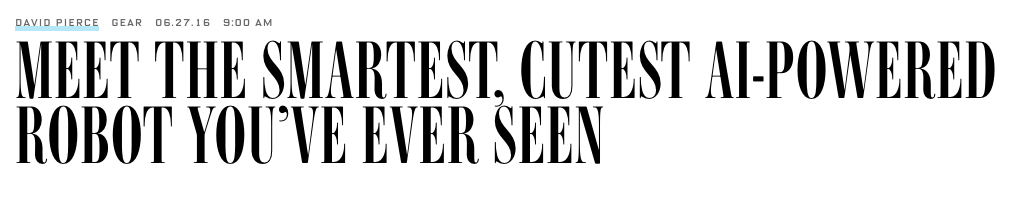 DAVID PIERCE GEAR 06.27.16 9:00 AM
MEET THE SMARTEST, CUTEST AI-POWERED
ROBOT YOU’VE EVER SEEN